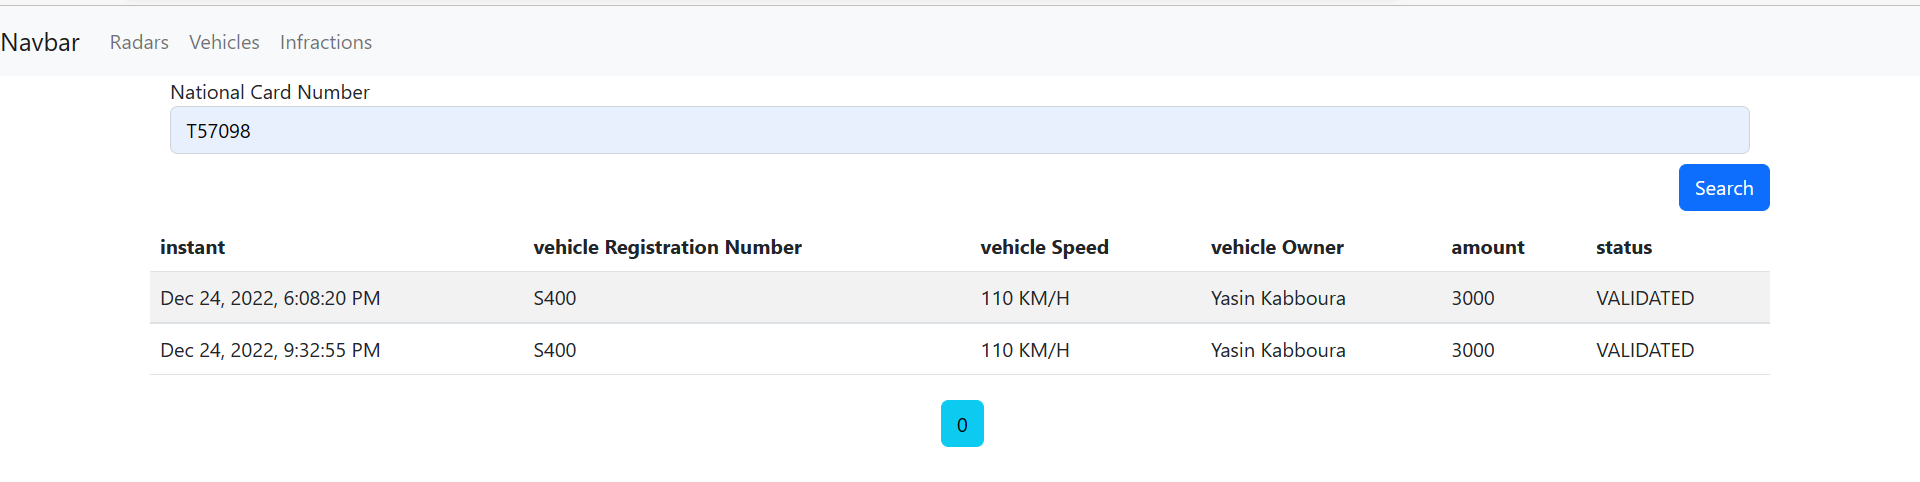 Navbar Radars Vehicles Infractions
National Card Number
T57098
Search
instant vehicle Registration Number vehicle Speed vehicle Owner amount status
Dec 24, 2022, 6:08:20 PM S400 110 KM/H Yasin Kabboura 3000 VALIDATED
Dec 24, 2022, 9:32:55 PM S400 110 KM/H Yasin Kabboura 3000 VALIDATED
0